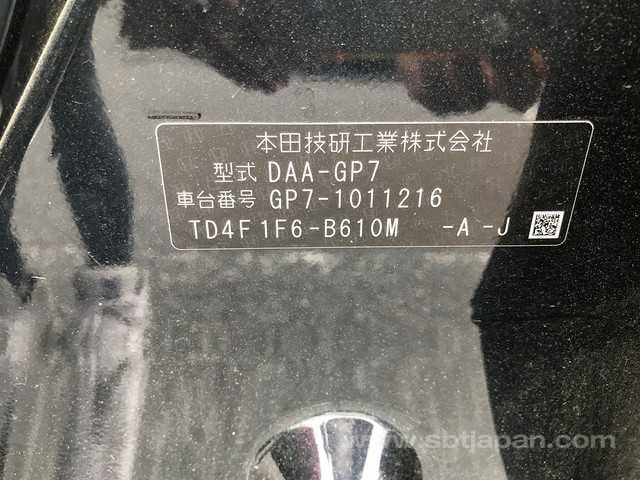 本田技研工業株式会社
型式 DAA-GP7
車台番号 GP7-1011216
TD4F1F6-B610M -A -J
www.sbtjapan.com